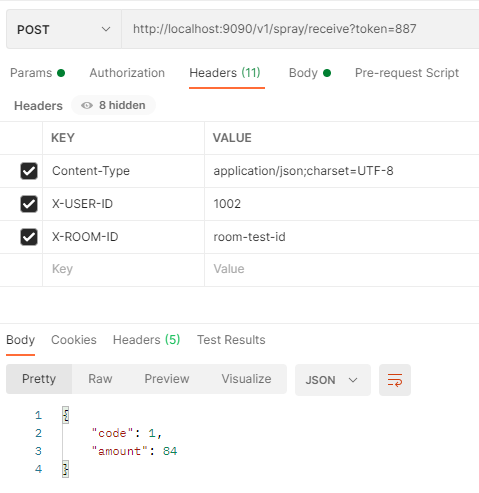 POST http://localhost:9090/v1/spray/receive?token=887
Params Authorization Headers (11) Body Pre-request Script
Headers 8 hidden
KEY VALUE
Content-Type application/json;charset=UTF-8
X-USER-ID 1002
X-ROOM-ID room-test-id
Key Value
Body Cookies Headers (5) Test Results
Pretty Raw Preview Visualize JSON
1 {
2 "code": 1,
3 "amount": 84
4 }